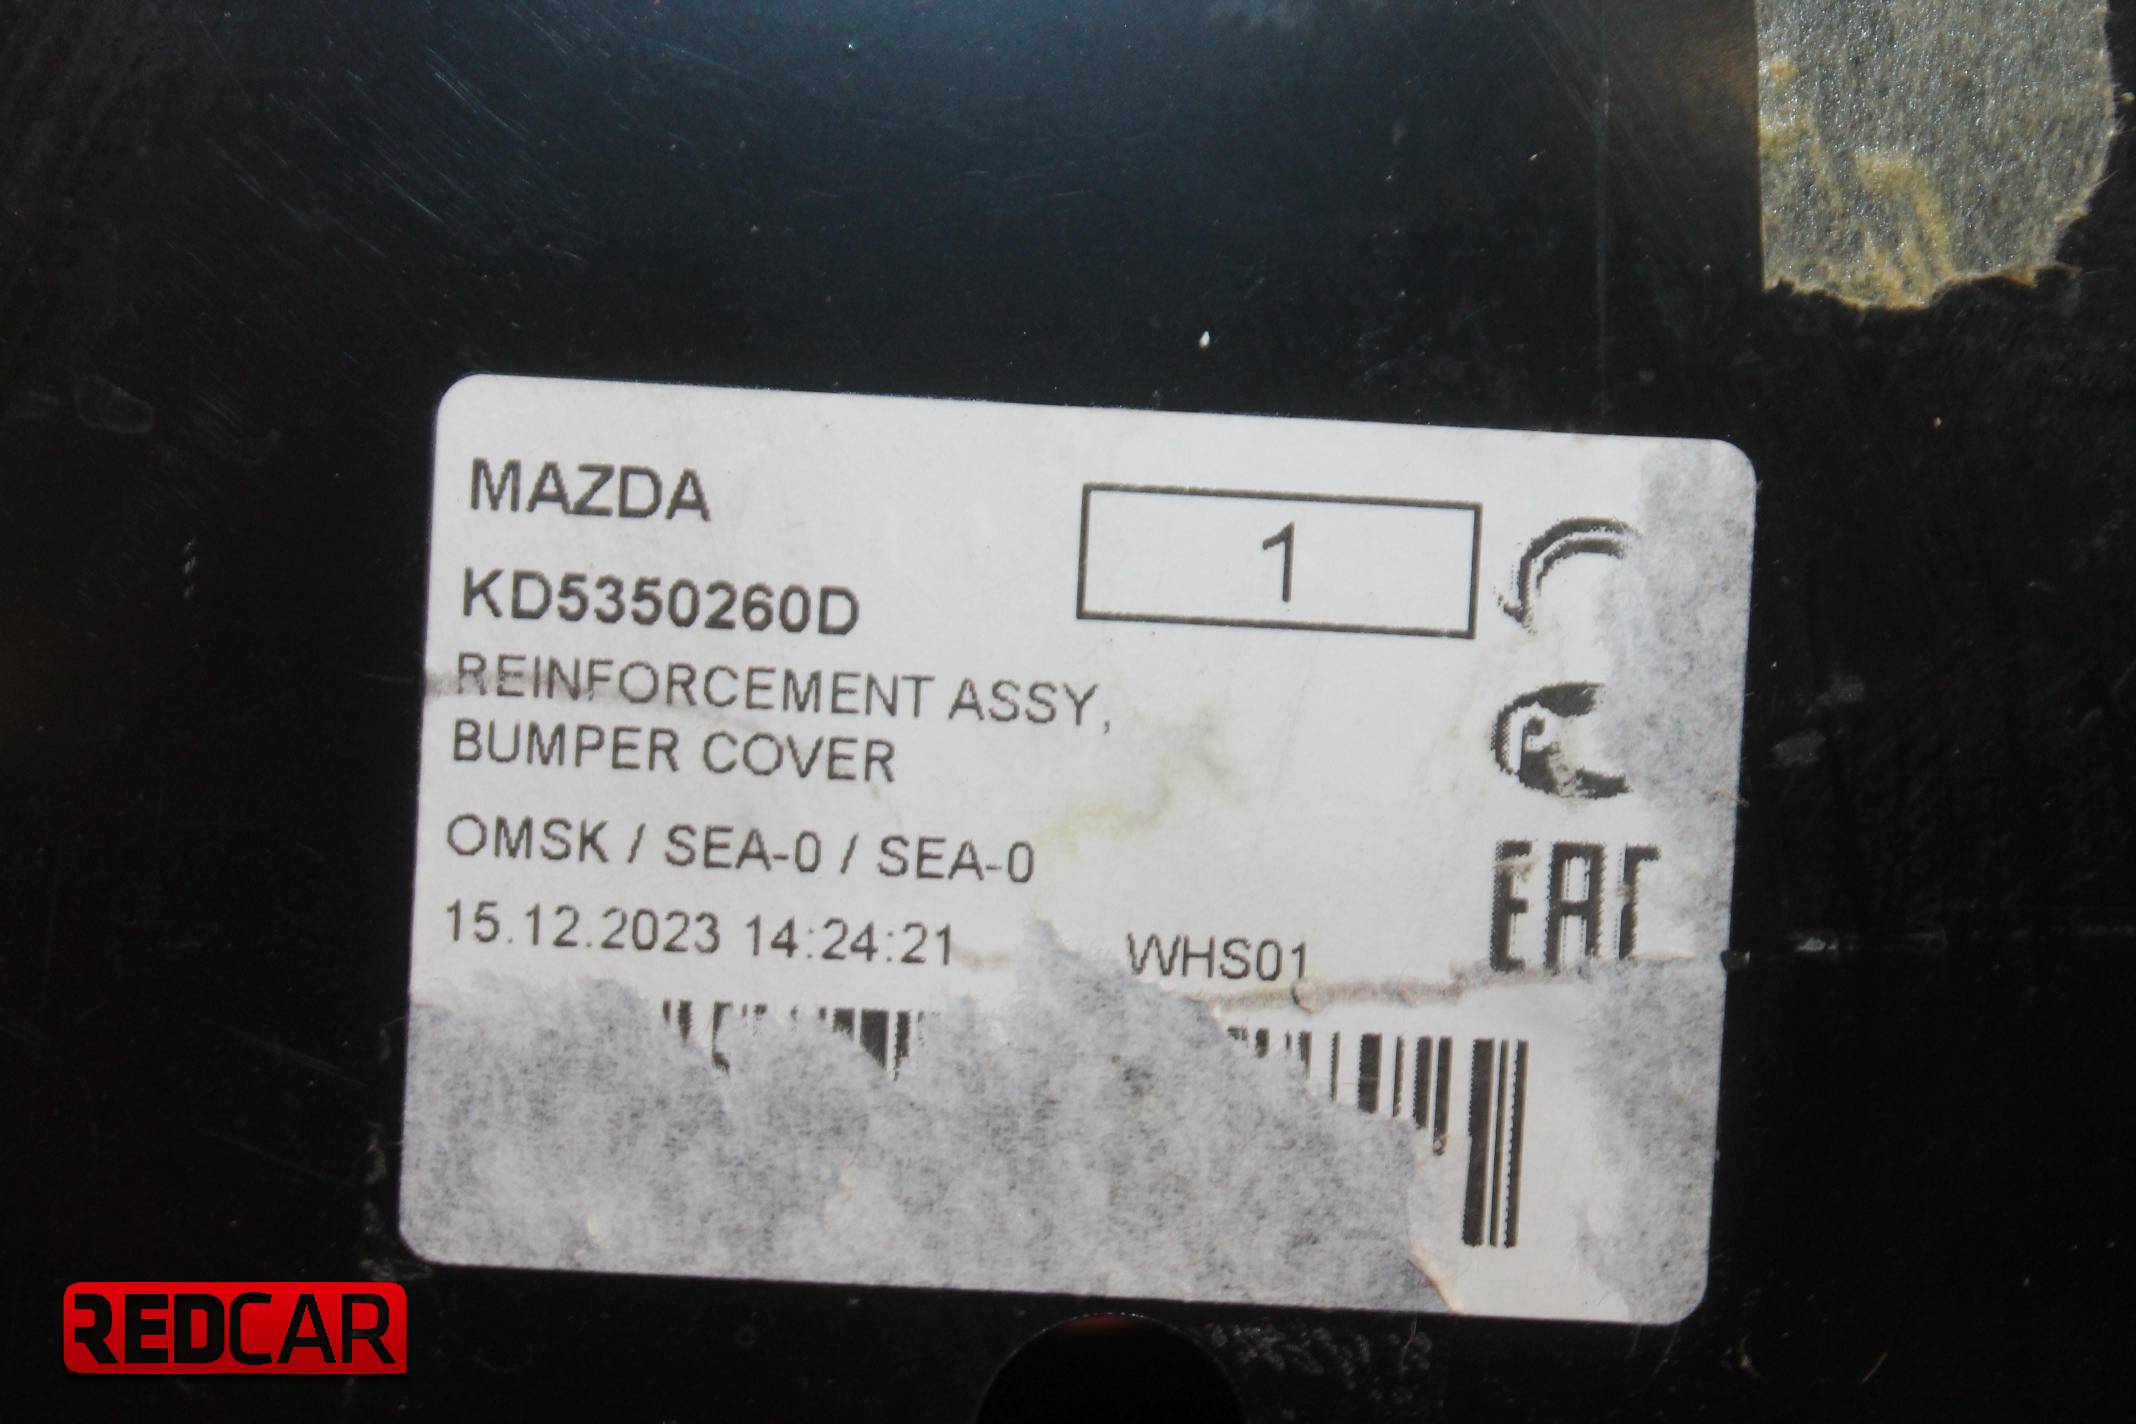 MAZDA
1
KD5350260D
REINFORCEMENT ASSY,
BUMPER COVER
OMSK / SEA-0 / SEA-0
15.12.2023 14:24:21
WHS01
EAC
REDCAR